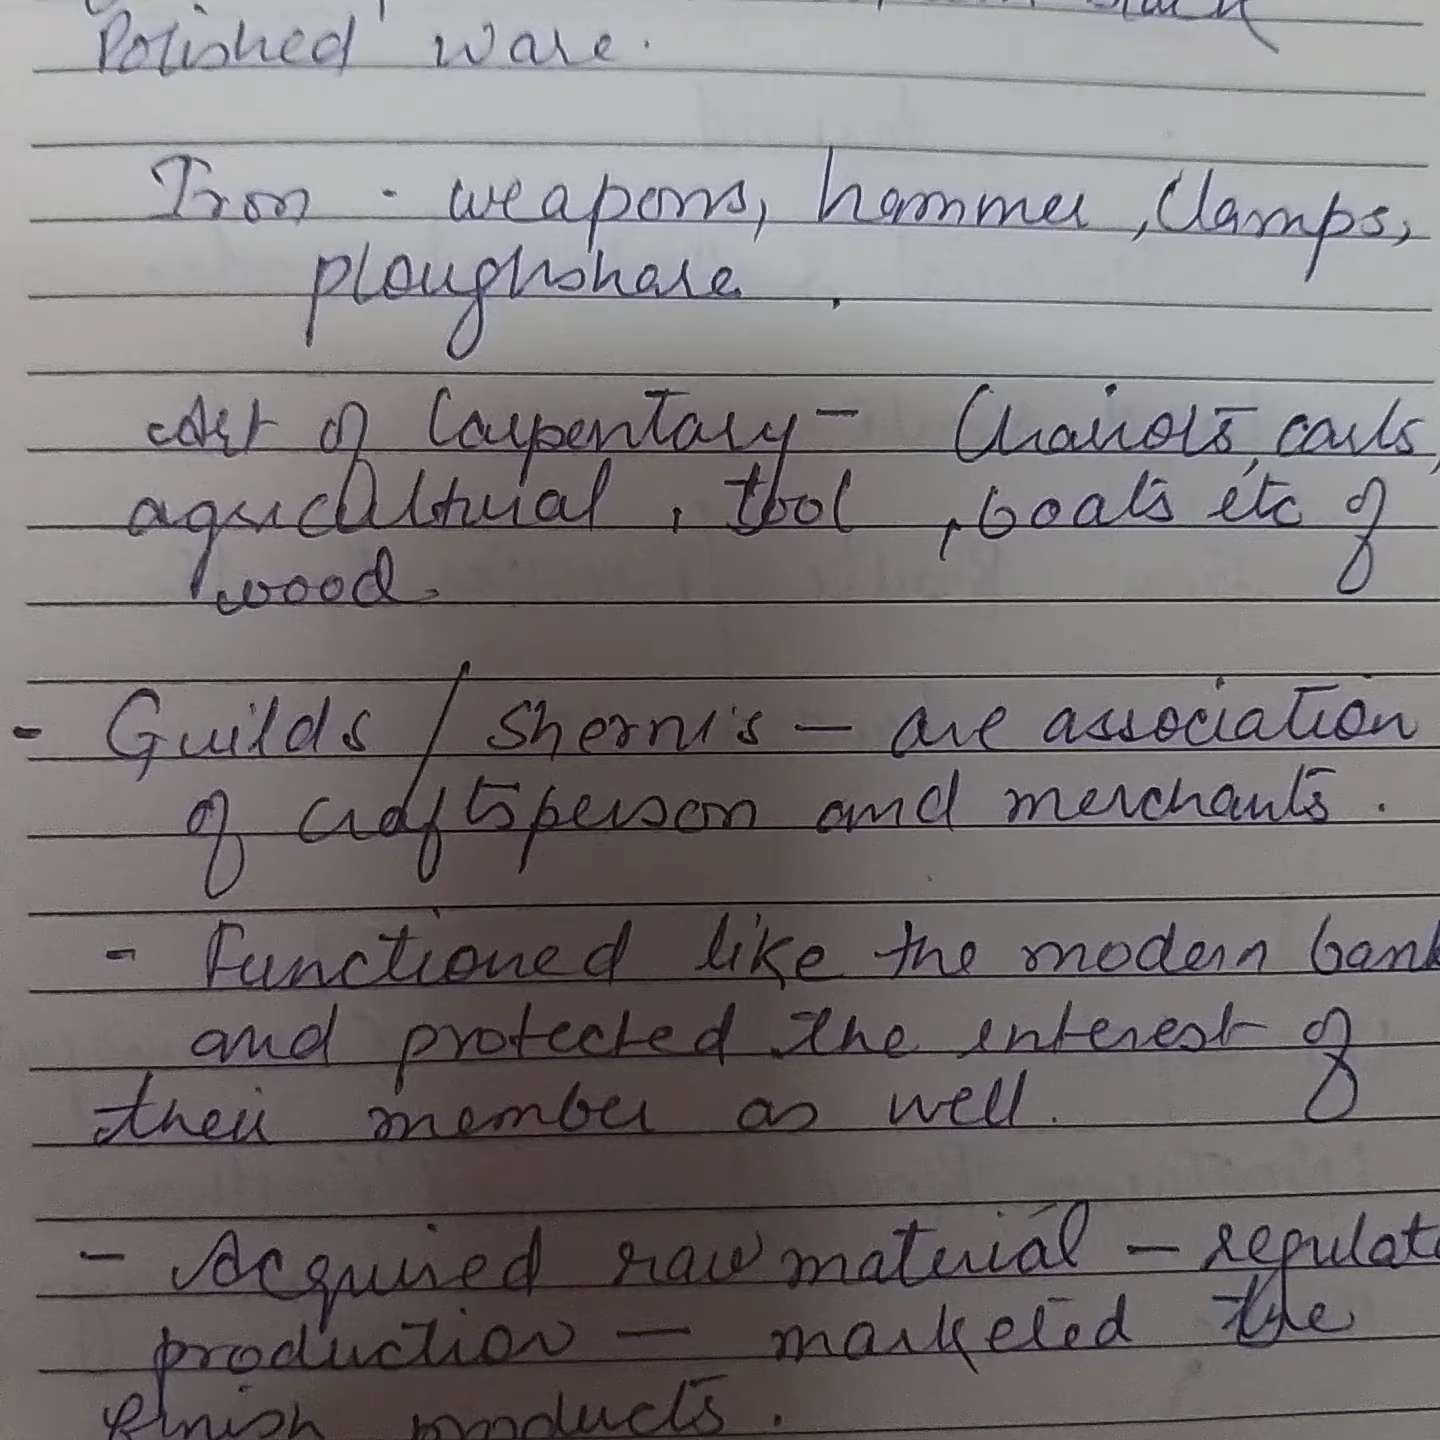 Polished ware.
Iron - weapons, hammer, Clamps,
ploughshare.
Art of Carpentary - Chairots, carts,
agricultural, tool, boats etc of
wood.
- Guilds / Shernis - are association
of craftsperson and merchants.
- Functioned like the modern bank
and protected the interest of
their member as well.
- Acquired raw material - regulate
production - marketed the
finish products.